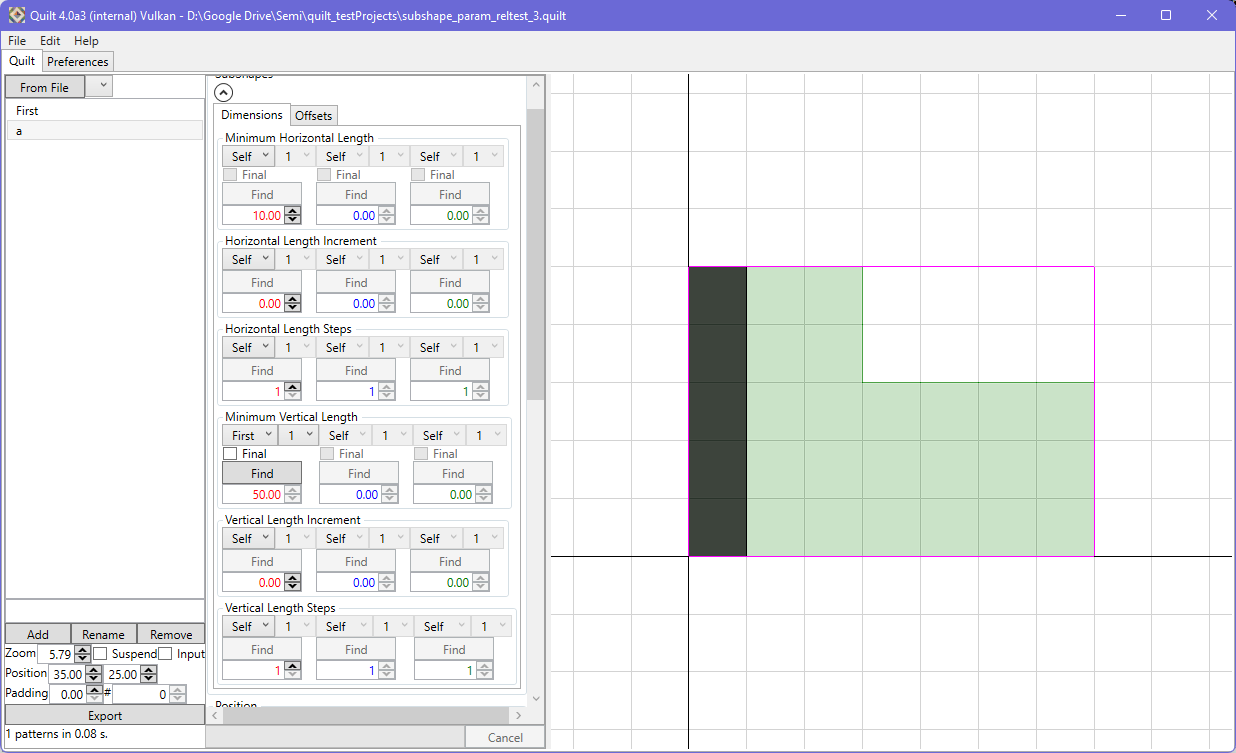 Quilt 4.0a3 (internal) Vulkan - D:\Google Drive\Semi\quilt_testProjects\subshape_param_reltest_3.quilt
File Edit Help
Quilt Preferences
From File
First
a
Subshapes
Dimensions Offsets
Minimum Horizontal Length
Self 1 Self 1 Self 1
Final Final Final
Find Find Find
10.00 0.00 0.00
Horizontal Length Increment
Self 1 Self 1 Self 1
Find Find Find
0.00 0.00 0.00
Horizontal Length Steps
Self 1 Self 1 Self 1
Find Find Find
1 1 1
Minimum Vertical Length
First 1 Self 1 Self 1
Final Final Final
Find Find Find
50.00 0.00 0.00
Vertical Length Increment
Self 1 Self 1 Self 1
Find Find Find
0.00 0.00 0.00
Vertical Length Steps
Self 1 Self 1 Self 1
Find Find Find
1 1 1
Position
Add Rename Remove
Zoom 5.79 Suspend Input
Position 35.00 25.00
Padding 0.00 # 0
Export
1 patterns in 0.08 s.
Cancel